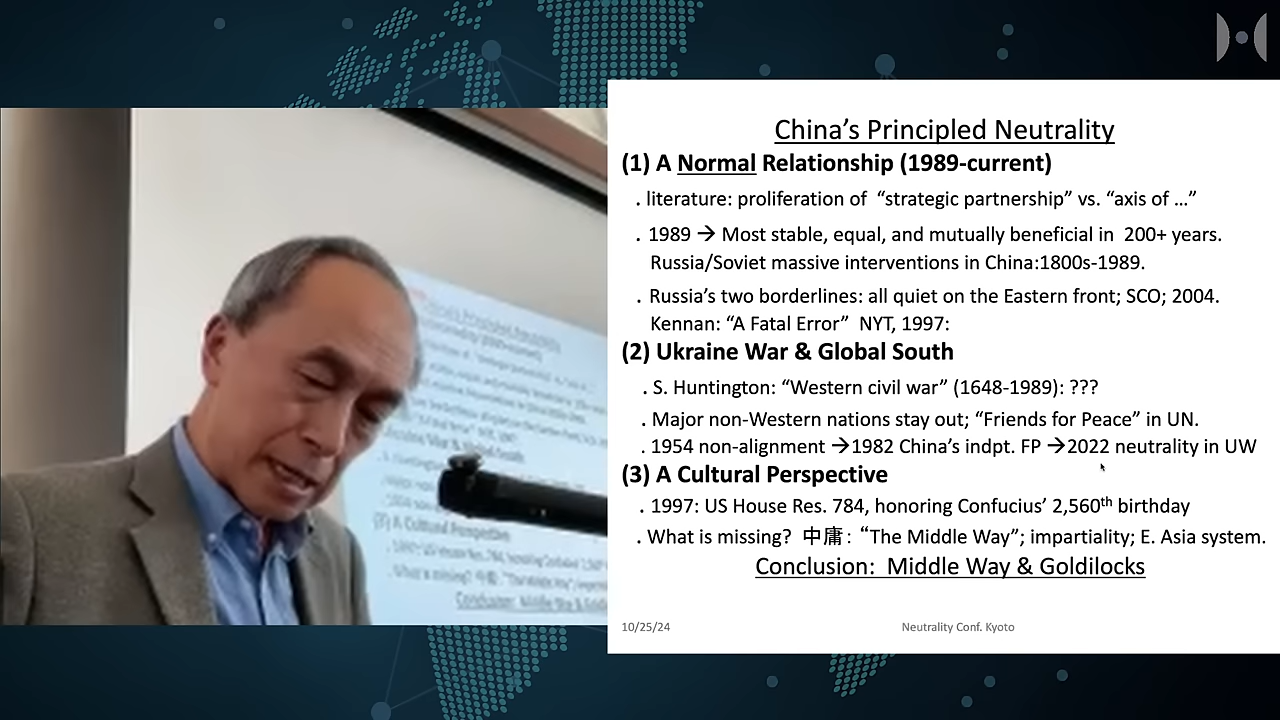 China's Principled Neutrality
(1) A Normal Relationship (1989-current)
. literature: proliferation of "strategic partnership" vs. "axis of …"
. 1989 → Most stable, equal, and mutually beneficial in 200+ years.
Russia/Soviet massive interventions in China:1800s-1989.
. Russia's two borderlines: all quiet on the Eastern front; SCO; 2004.
Kennan: "A Fatal Error" NYT, 1997:
(2) Ukraine War & Global South
. S. Huntington: "Western civil war" (1648-1989): ???
. Major non-Western nations stay out; "Friends for Peace" in UN.
. 1954 non-alignment →1982 China's indpt. FP →2022 neutrality in UW
(3) A Cultural Perspective
. 1997: US House Res. 784, honoring Confucius' 2,560th birthday
. What is missing? 中庸: "The Middle Way"; impartiality; E. Asia system.
Conclusion: Middle Way & Goldilocks
10/25/24
Neutrality Conf. Kyoto